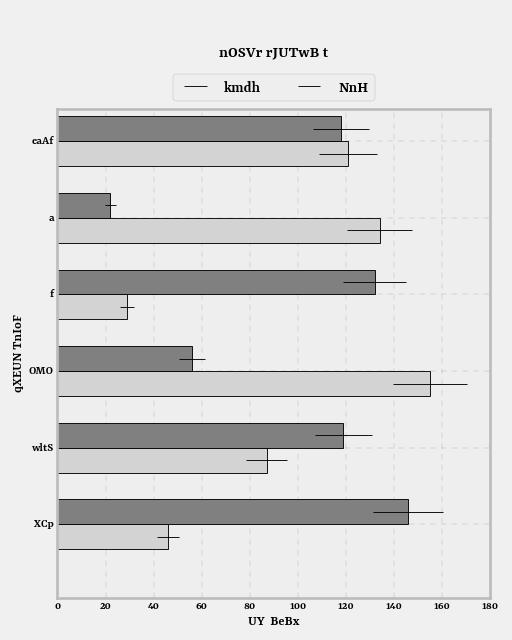 nOSVr rJUTwB t
kmdh NnH
caAf
a
f
OMO
wltS
XCp
qXEUN TnIoF
0 20 40 60 80 100 120 140 160 180
UY BeBx